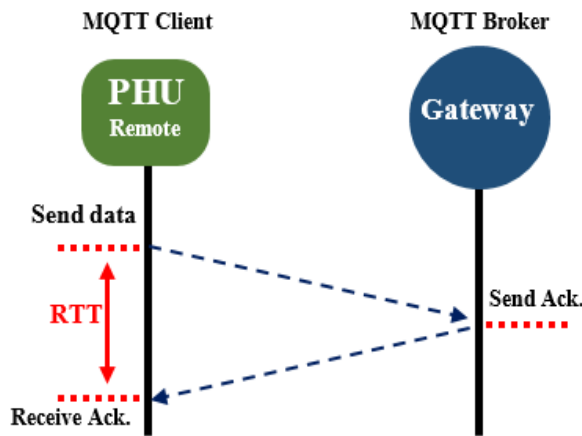 MQTT Client
MQTT Broker
PHU
Remote
Gateway
Send data
Send Ack.
RTT
Receive Ack.